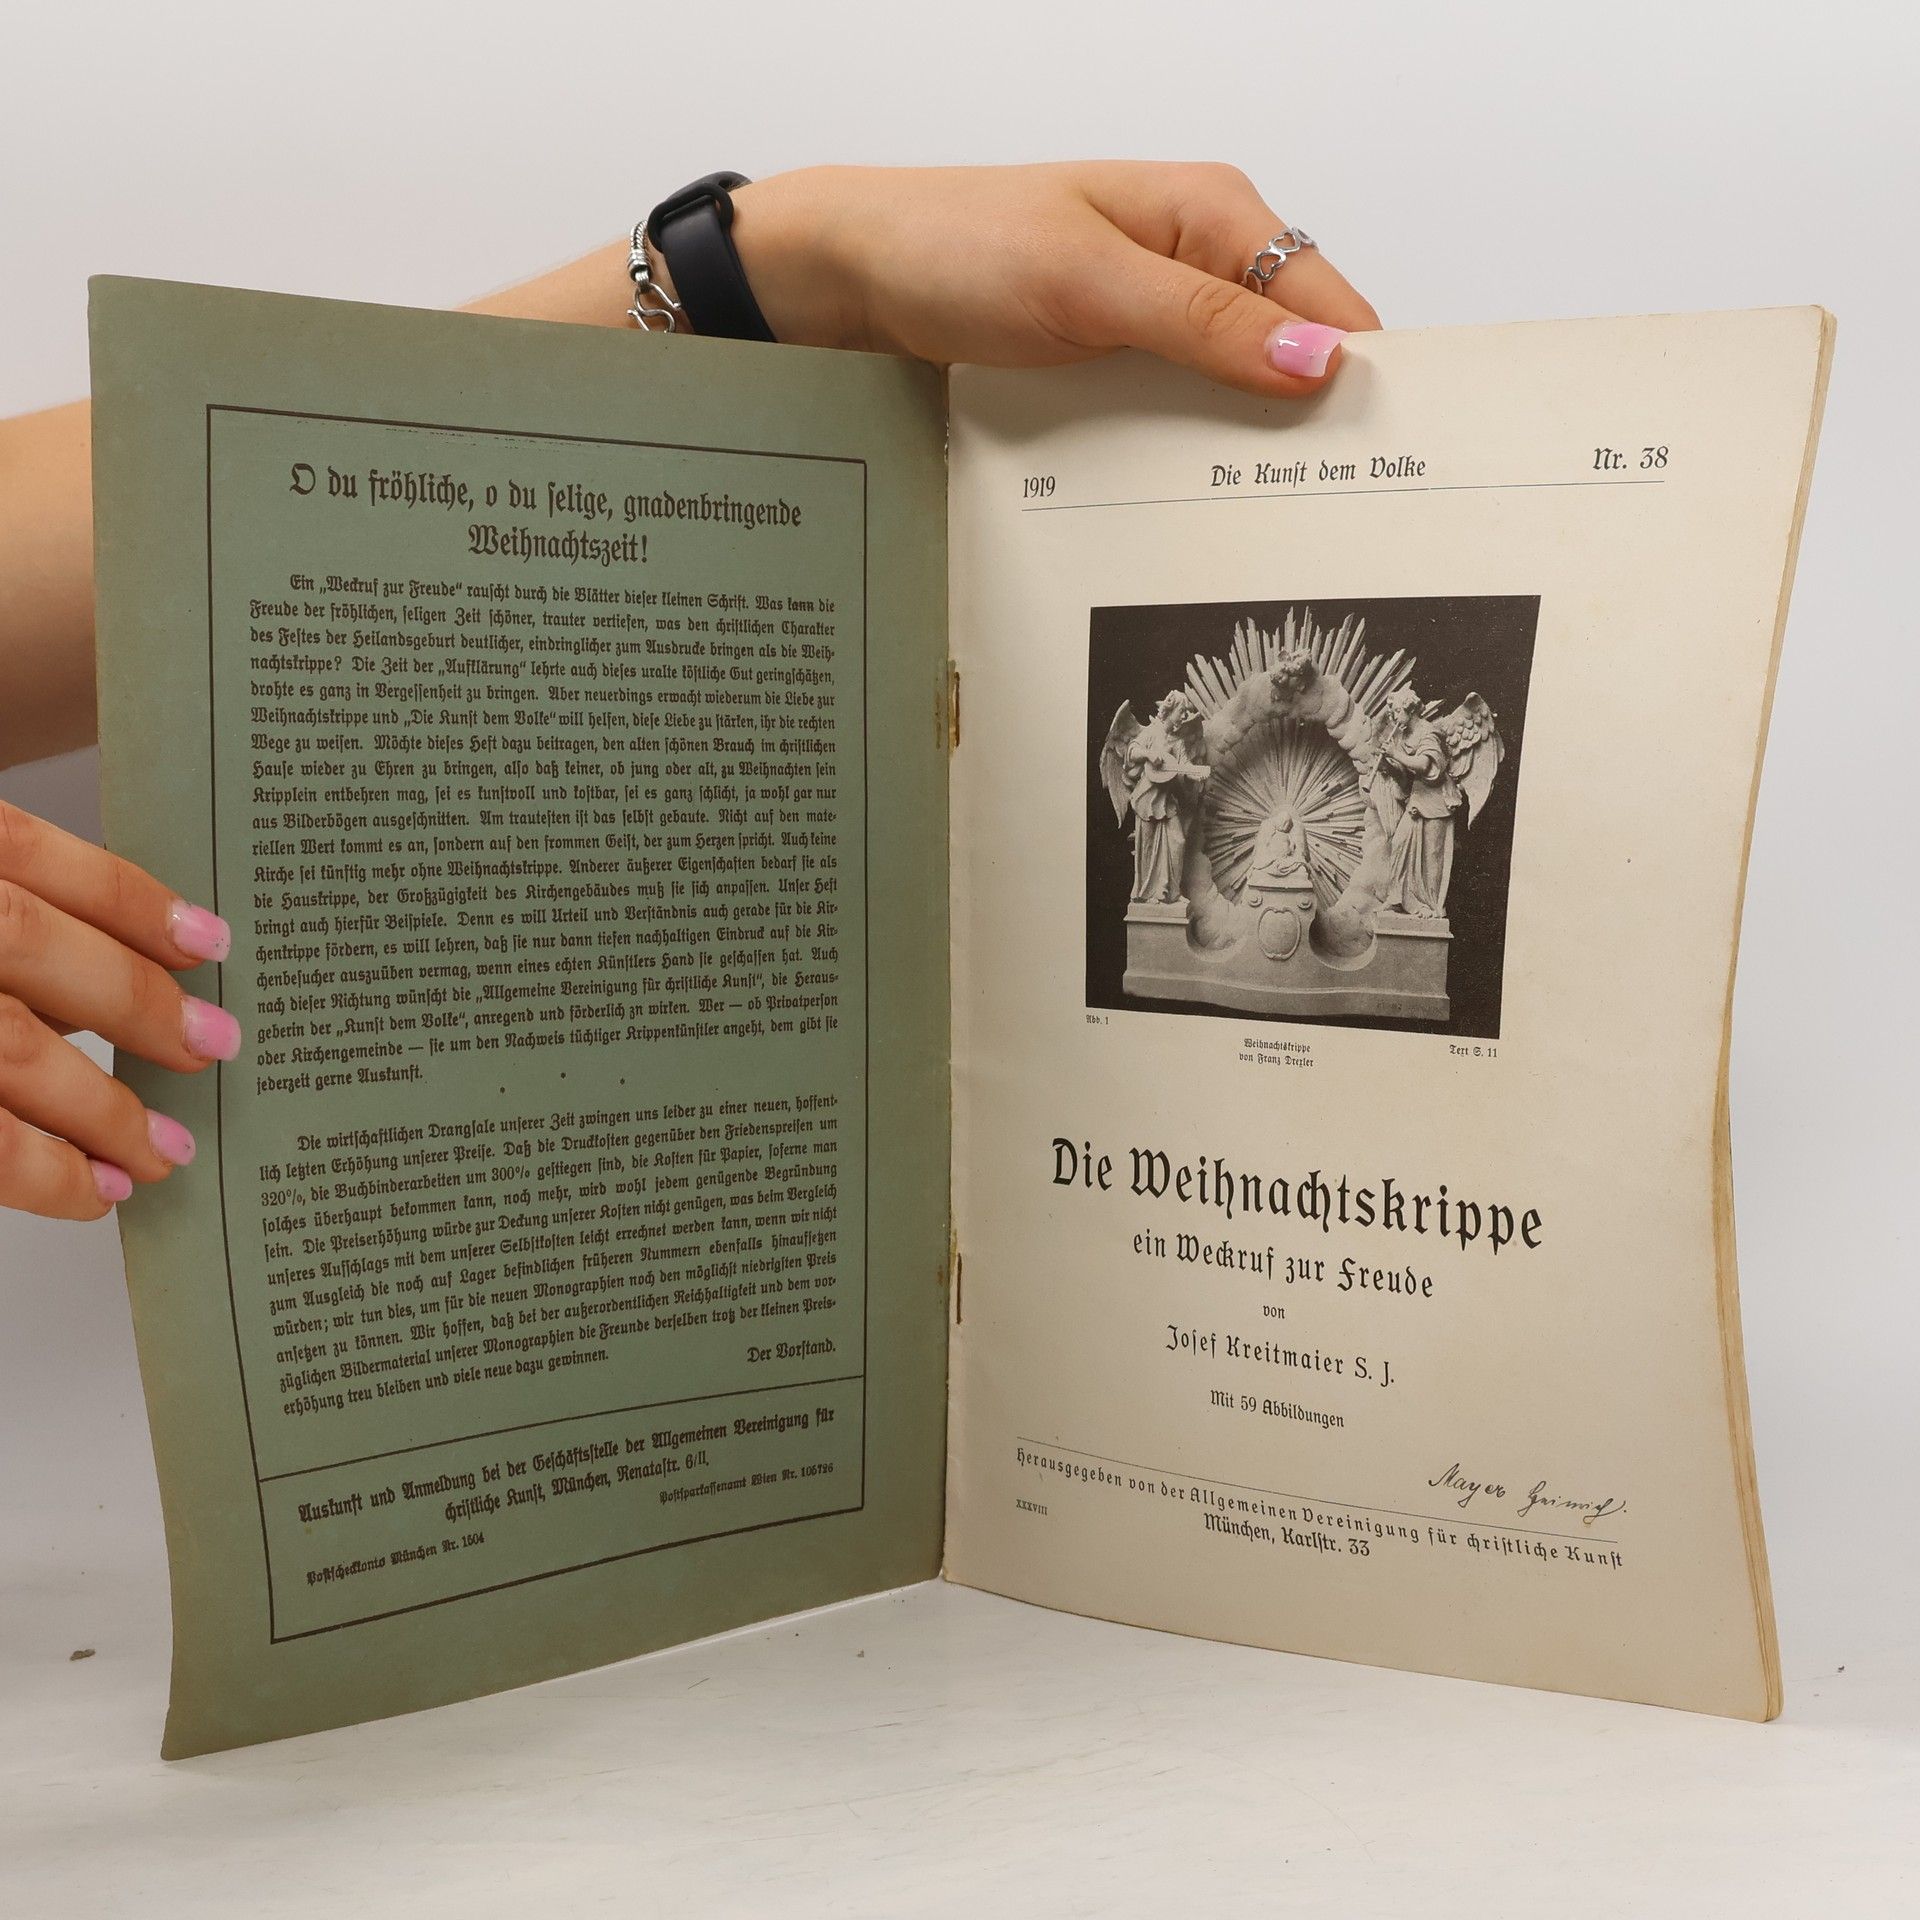 O du fröhliche, o du selige, gnadenbringende
Weihnachtszeit!
Ein „Weckruf zur Freude“ rauscht durch die Blätter dieser kleinen Schrift. Was kann die
Freude der fröhlichen, seligen Zeit schöner, trauter vertiefen, was den christlichen Charakter
des Festes der Heilandsgeburt deutlicher, eindringlicher zum Ausdrucke bringen als die Weih-
nachtskrippe? Die Zeit der „Aufklärung“ lehrte auch dieses uralte köstliche Gut geringschätzen,
drohte es ganz in Vergessenheit zu bringen. Aber neuerdings erwacht wiederum die Liebe zur
Weihnachtskrippe und „Die Kunst dem Volke“ will helfen, diese Liebe zu stärken, ihr die rechten
Wege zu weisen. Möchte dieses Heft dazu beitragen, den alten schönen Brauch im christlichen
Hause wieder zu Ehren zu bringen, also daß keiner, ob jung oder alt, zu Weihnachten sein
Kripplein entbehren mag, sei es kunstvoll und kostbar, sei es ganz schlicht, ja wohl gar nur
aus Bilderbögen ausgeschnitten. Am trautesten ist das selbst gebaute. Nicht auf den mate-
riellen Wert kommt es an, sondern auf den frommen Geist, der zum Herzen spricht. Auch keine
Kirche sei künftig mehr ohne Weihnachtskrippe. Anderer äußerer Eigenschaften bedarf sie als
die Hauskrippe, der Großzügigkeit des Kirchengebäudes muß sie sich anpassen. Unser Heft
bringt auch hierfür Beispiele. Denn es will Urteil und Verständnis auch gerade für die Kir-
chenkrippe fördern, es will lehren, daß sie nur dann tiefen nachhaltigen Eindruck auf die Kir-
chenbesucher auszuüben vermag, wenn eines echten Künstlers Hand sie geschaffen hat. Auch
nach dieser Richtung wünscht die „Allgemeine Vereinigung für christliche Kunst“, die Heraus-
geberin der „Kunst dem Volke“, anregend und förderlich zn wirken. Wer — ob Privatperson
oder Kirchengemeinde — sie um den Nachweis tüchtiger Krippenkünstler angeht, dem gibt sie
jederzeit gerne Auskunft.
Die wirtschaftlichen Drangsale unserer Zeit zwingen uns leider zu einer neuen, hoffent-
lich letzten Erhöhung unserer Preise. Daß die Druckkosten gegenüber den Friedenspreisen um
320%, die Buchbinderarbeiten um 300% gestiegen sind, die Kosten für Papier, soferne man
solches überhaupt bekommen kann, noch mehr, wird wohl jedem genügende Begründung
sein. Die Preiserhöhung würde zur Deckung unserer Kosten nicht genügen, was beim Vergleich
unseres Aufschlags mit dem unserer Selbstkosten leicht errechnet werden kann, wenn wir nicht
zum Ausgleich die noch auf Lager befindlichen früheren Nummern ebenfalls hinaufsetzen
würden; wir tun dies, um für die neuen Monographien noch den möglichst niedrigsten Preis
ansetzen zu können. Wir hoffen, daß bei der außerordentlichen Reichhaltigkeit und dem vor-
züglichen Bildermaterial unserer Monographien die Freunde derselben trotz der kleinen Preis-
erhöhung treu bleiben und viele neue dazu gewinnen.
Der Vorstand.
Auskunft und Anmeldung bei der Geschäftsstelle der Allgemeinen Vereinigung für
christliche Kunst, München, Renatastr. 6/II.
Postscheckkonto München Nr. 1504
Postsparkassenamt Wien Nr. 105726
1919 Die Kunst dem Volke Nr. 38
Abb. 1
Weihnachtskrippe
von Franz Drexler
Text S. 11
Die Weihnachtskrippe
ein Weckruf zur Freude
von
Josef Kreitmaier S. J.
Mit 59 Abbildungen
Mayer Heinrich.
Herausgegeben von der Allgemeinen Vereinigung für christliche Kunst
München, Karlstr. 33
XXXVIII